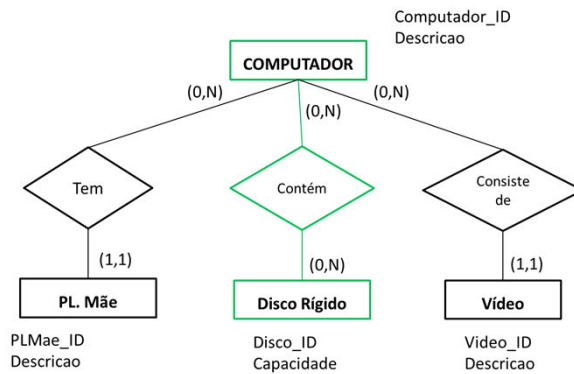 Computador_ID
Descricao
COMPUTADOR
(0,N)
(0,N)
(0,N)
Tem
Contém
Consiste
de
(1,1)
(0,N)
(1,1)
PL. Mãe
Disco Rígido
Vídeo
PLMae_ID
Descricao
Disco_ID
Capacidade
Video_ID
Descricao